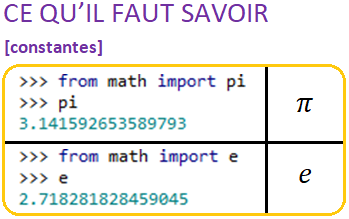 CE QU'IL FAUT SAVOIR
[constantes]
>>> from math import pi
>>> pi
3.141592653589793
π
>>> from math import e
>>> e
2.718281828459045
e